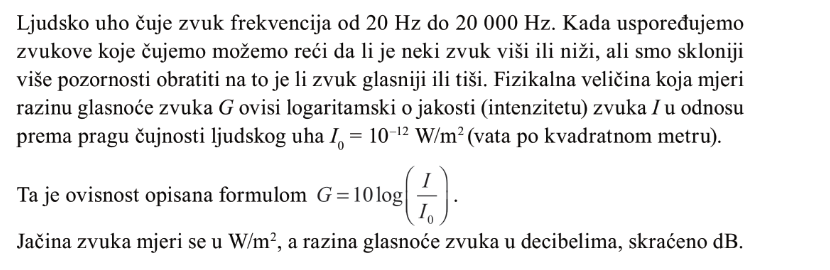 Ljudsko uho čuje zvuk frekvencija od 20 Hz do 20 000 Hz. Kada uspoređujemo
zvukove koje čujemo možemo reći da li je neki zvuk viši ili niži, ali smo skloniji
više pozornosti obratiti na to je li zvuk glasniji ili tiši. Fizikalna veličina koja mjeri
razinu glasnoće zvuka G ovisi logaritamski o jakosti (intenzitetu) zvuka I u odnosu
prema pragu čujnosti ljudskog uha I₀ = 10⁻¹² W/m² (vata po kvadratnom metru).
Ta je ovisnost opisana formulom G = 10 log(I/I₀).
Jačina zvuka mjeri se u W/m², a razina glasnoće zvuka u decibelima, skraćeno dB.